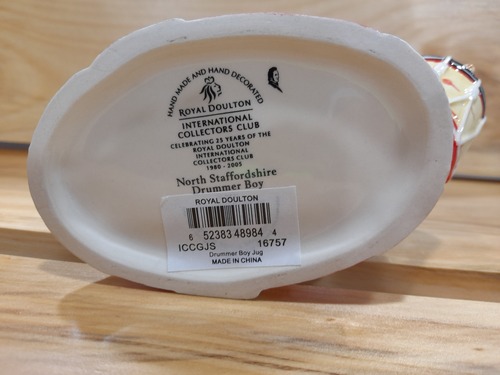 HAND MADE AND HAND DECORATED
ROYAL DOULTON
INTERNATIONAL
COLLECTORS CLUB
CELEBRATING 25 YEARS OF THE
ROYAL DOULTON
INTERNATIONAL
COLLECTORS CLUB
1980 - 2005
North Staffordshire
Drummer Boy
ROYAL DOULTON
6 52383 48984 4
ICCGJS 16757
Drummer Boy Jug
MADE IN CHINA